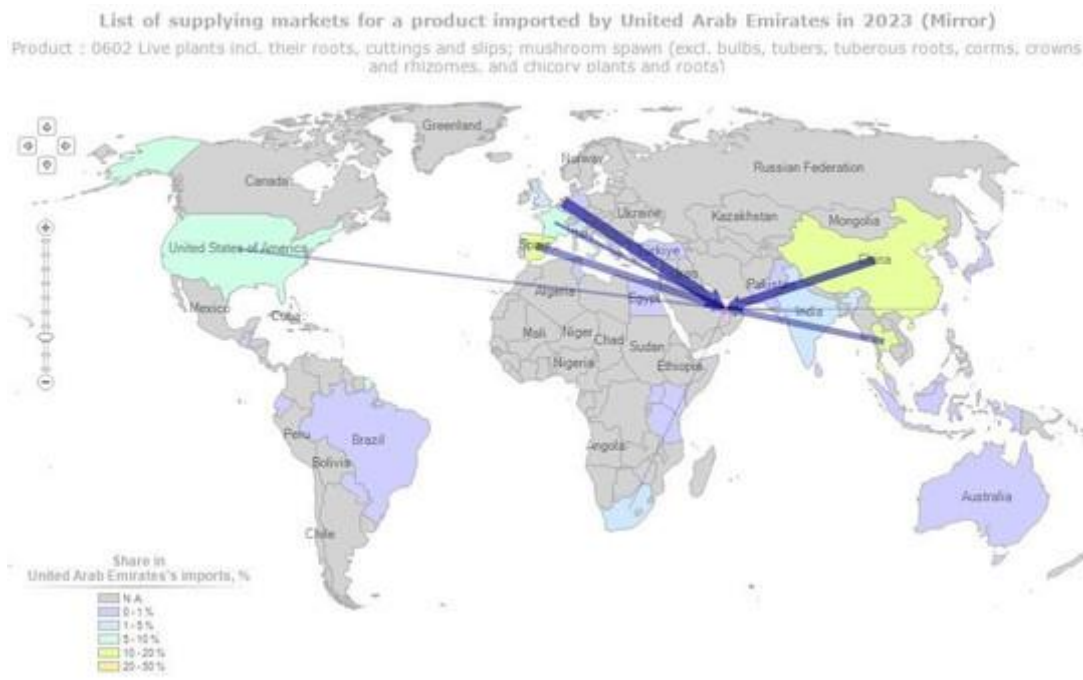 List of supplying markets for a product imported by United Arab Emirates in 2023 (Mirror)
Product : 0602 Live plants incl. their roots, cuttings and slips; mushroom spawn (excl. bulbs, tubers, tuberous roots, corms, crowns
and rhizomes, and chicory plants and roots)
Greenland
Norway
Russian Federation
Canada
Ukraine
Kazakhstan
Mongolia
United States of America
Spain
Italy
Türkiye
Iran
China
Mexico
Cuba
Algeria
Egypt
Pakistan
India
Mali
Niger
Chad
Sudan
Nigeria
Ethiopia
Peru
Brazil
Angola
Bolivia
Australia
Chile
Share in
United Arab Emirates's imports, %
N.A.
0 - 1 %
1 - 5 %
5 - 10 %
10 - 20 %
20 - 50 %